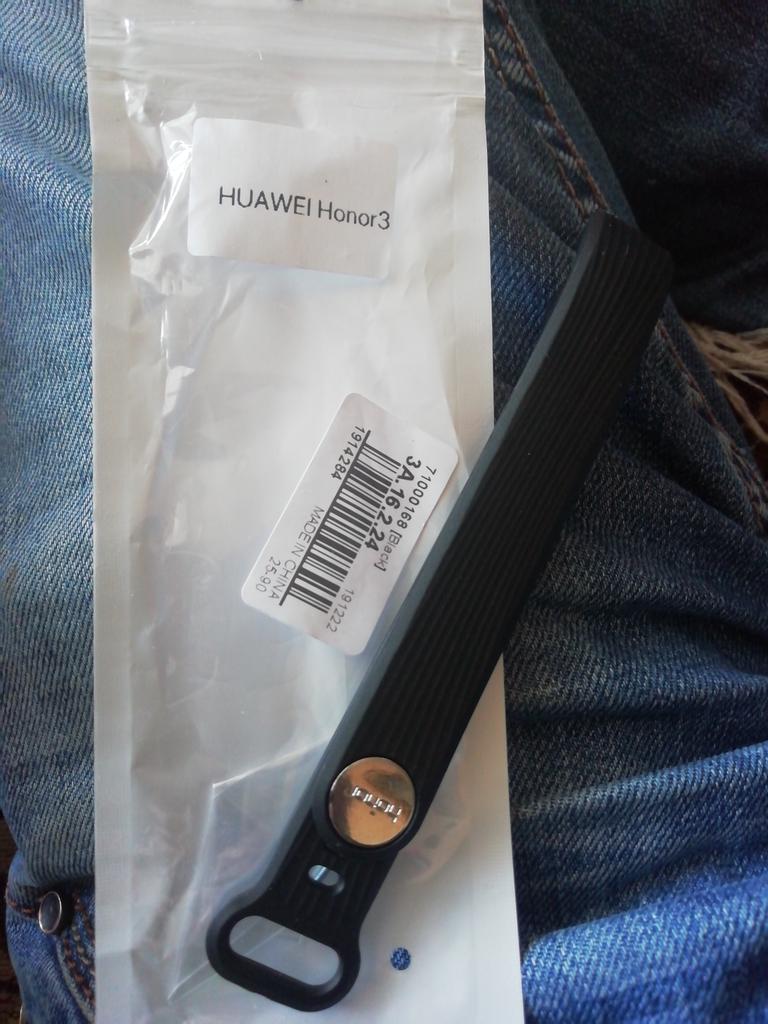 HUAWEI Honor3
71000168 [Black]
3A.16.2.24
1914284
191222
MADE IN CHINA
25-90